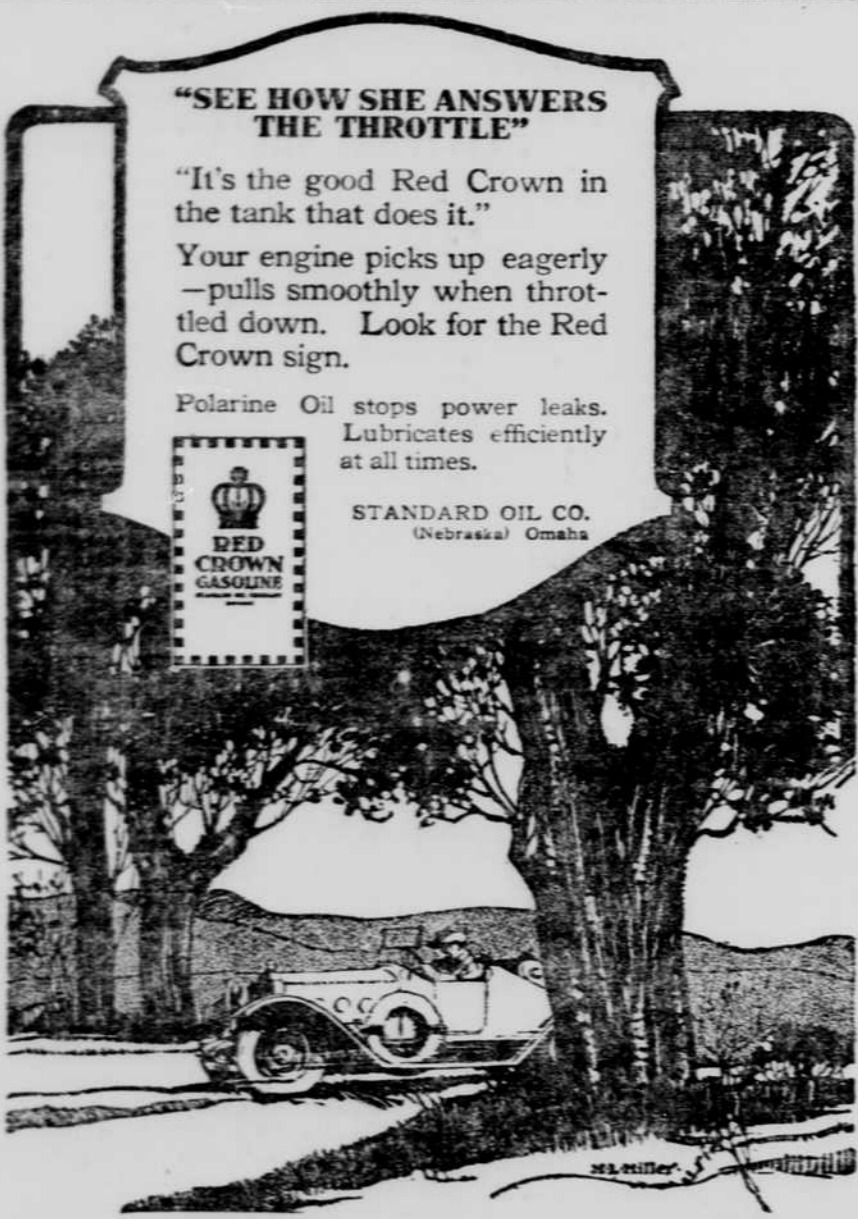 "SEE HOW SHE ANSWERS
THE THROTTLE"
"It's the good Red Crown in
the tank that does it."
Your engine picks up eagerly
—pulls smoothly when throt-
tled down. Look for the Red
Crown sign.
Polarine Oil stops power leaks.
Lubricates efficiently
at all times.
STANDARD OIL CO.
(Nebraska) Omaha
RED
CROWN
GASOLINE